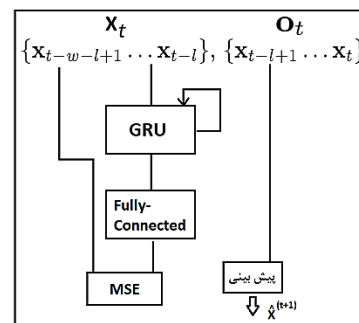 X_t O_t
{x_{t−w−l+1} … x_{t−l}}, {x_{t−l+1} … x_t}
GRU
Fully-
Connected
پیش بینی
MSE
x̂^{(t+1)}